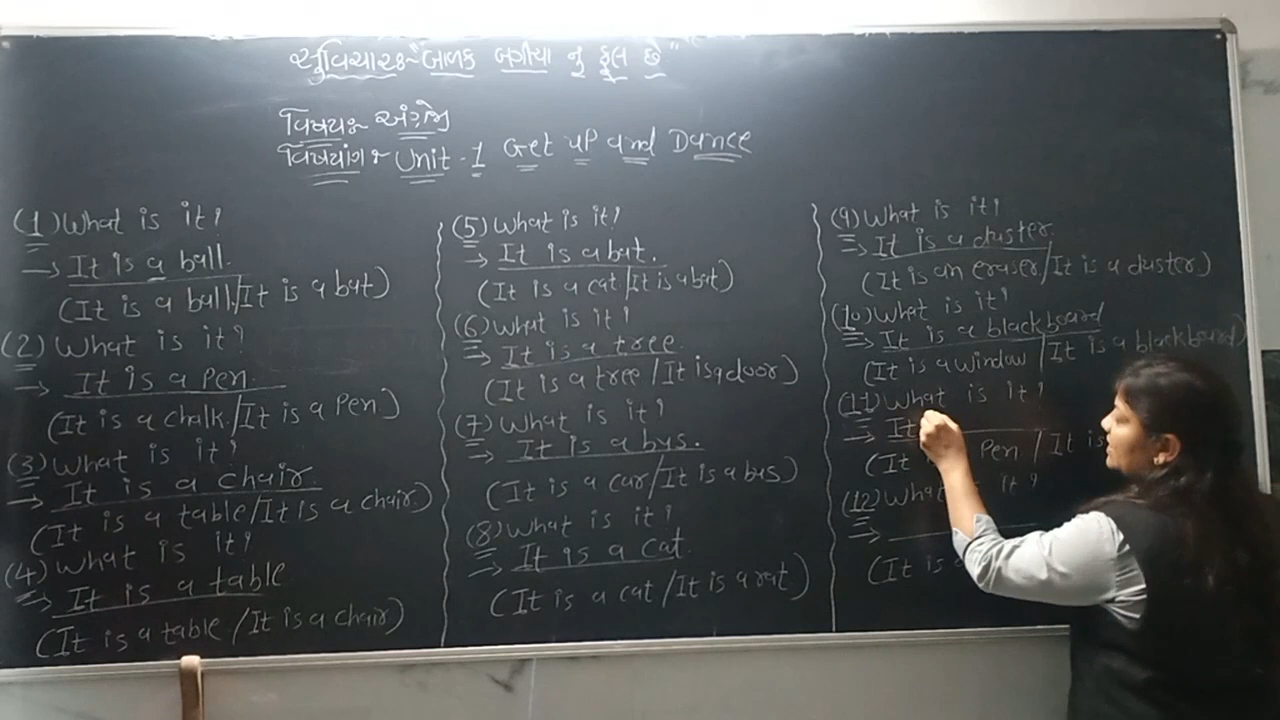 સુવિચારઃ- "બાળક બગીચા નુ ફૂલ છે"
વિષયઃ- અંગ્રેજી
વિષયાંગઃ- Unit -1 Get up and Dance
(1) What is it?
→ It is a ball.
(It is a ball./It is a bat)
(2) What is it?
→ It is a Pen.
(It is a chalk./It is a Pen.)
(3) What is it?
→ It is a chair.
(It is a table/It is a chair)
(4) What is it?
→ It is a table
(It is a table/It is a chair)
(5) What is it?
→ It is a bat.
(It is a cat./It is a bat)
(6) What is it?
→ It is a tree.
(It is a tree/It is a door)
(7) What is it?
→ It is a bus.
(It is a car/It is a bus)
(8) What is it?
→ It is a cat.
(It is a cat/It is a rat)
(9) What is it?
→ It is a duster.
(It is an eraser/It is a duster)
(10) What is it?
→ It is a blackboard
(It is a window/It is a blackboard)
(11) What is it?
→ It
(It Pen/It is
(12) What it?
→
(It is